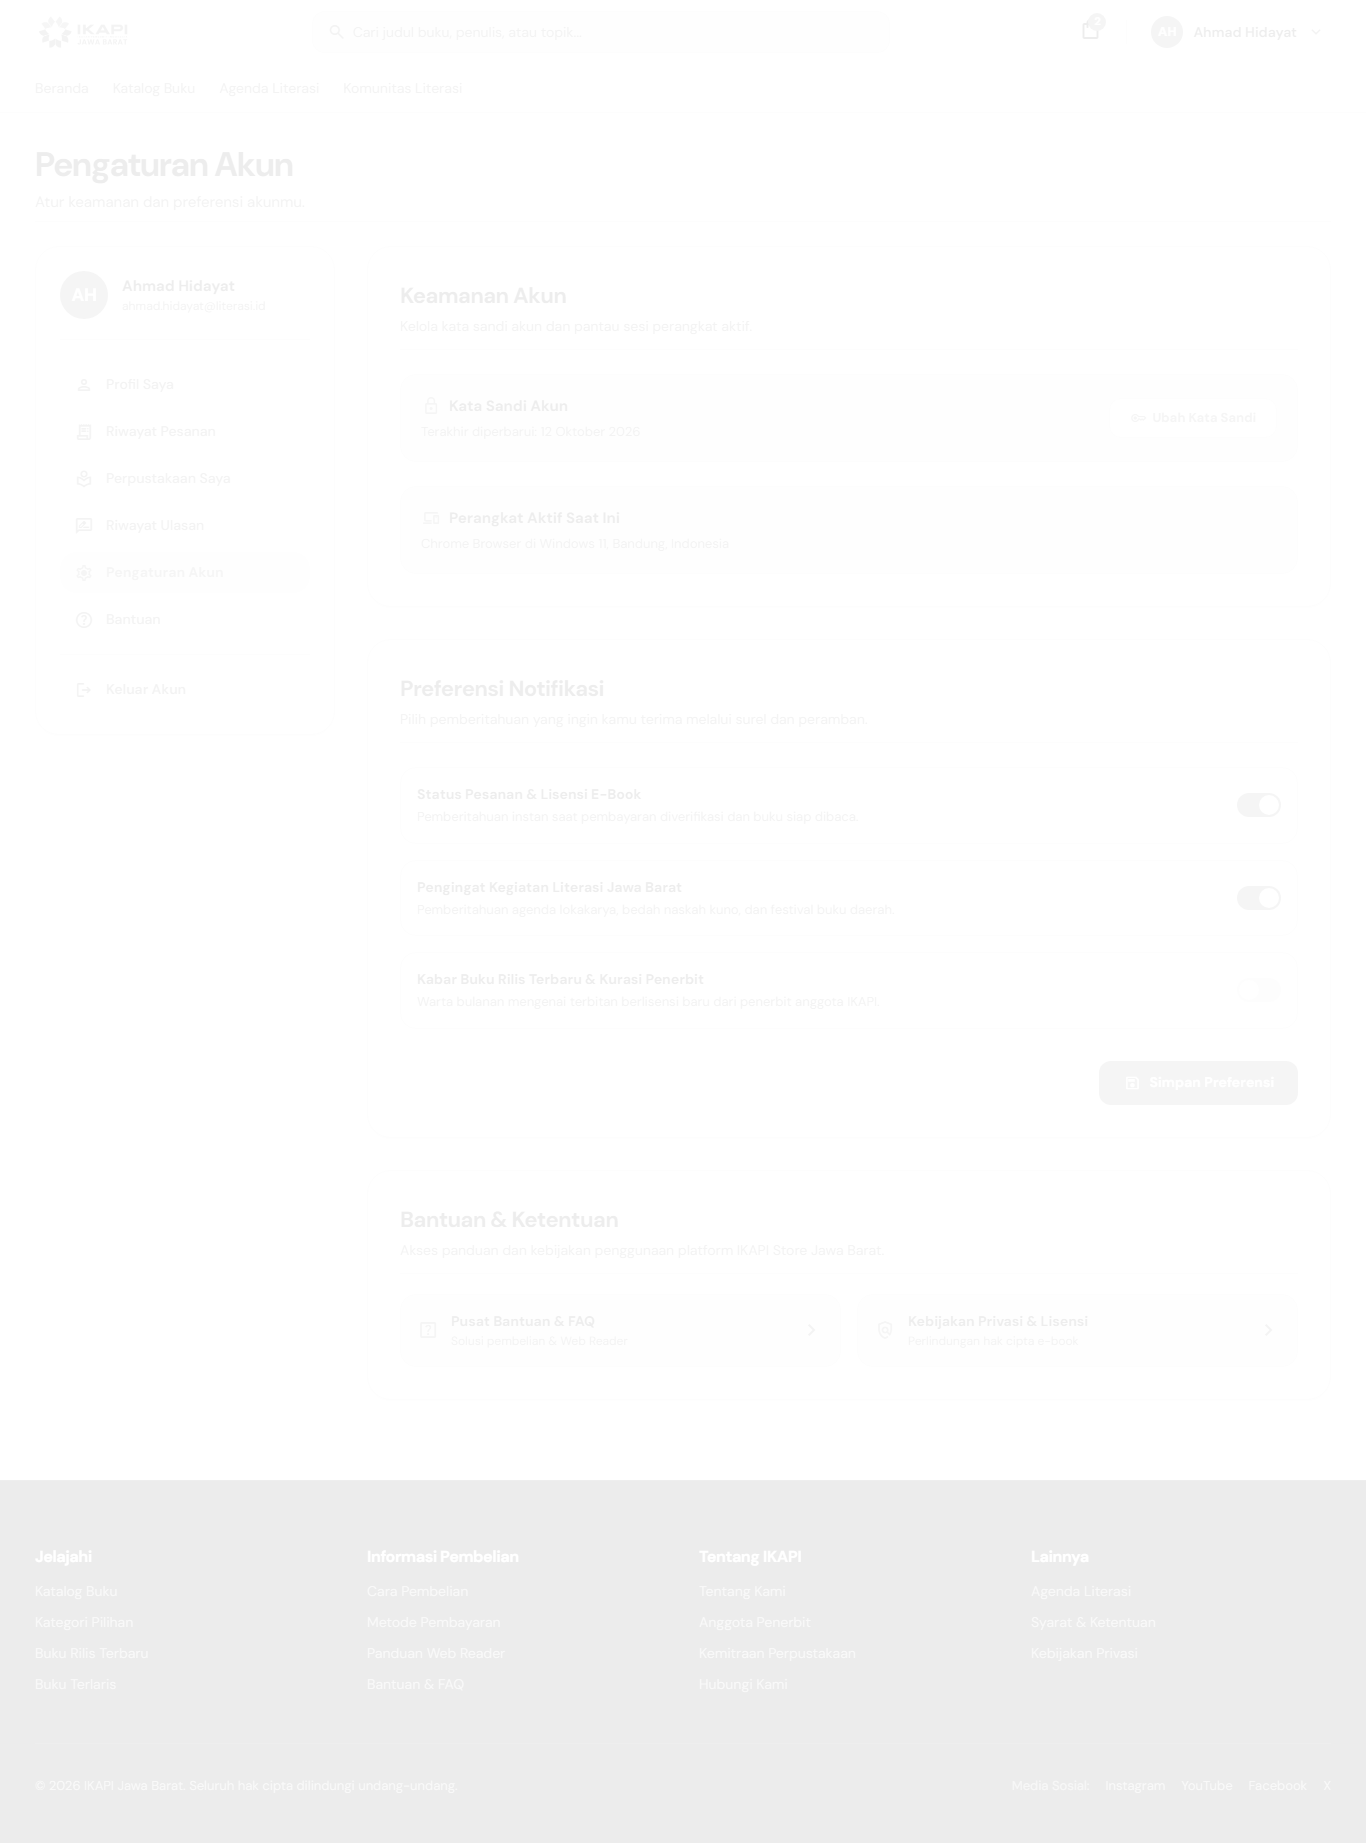 IKAPI
JAWA BARAT
Cari judul buku, penulis, atau topik...
2
AH
Ahmad Hidayat
Beranda
Katalog Buku
Agenda Literasi
Komunitas Literasi
Pengaturan Akun
Atur keamanan dan preferensi akunmu.
AH
Ahmad Hidayat
ahmad.hidayat@literasi.id
Profil Saya
Riwayat Pesanan
Perpustakaan Saya
Riwayat Ulasan
Pengaturan Akun
Bantuan
Keluar Akun
Keamanan Akun
Kelola kata sandi akun dan pantau sesi perangkat aktif.
Kata Sandi Akun
Terakhir diperbarui: 12 Oktober 2026
Ubah Kata Sandi
Perangkat Aktif Saat Ini
Chrome Browser di Windows 11, Bandung, Indonesia
Preferensi Notifikasi
Pilih pemberitahuan yang ingin kamu terima melalui surel dan peramban.
Status Pesanan & Lisensi E-Book
Pemberitahuan instan saat pembayaran diverifikasi dan buku siap dibaca.
Pengingat Kegiatan Literasi Jawa Barat
Pemberitahuan agenda lokakarya, bedah naskah kuno, dan festival buku daerah.
Kabar Buku Rilis Terbaru & Kurasi Penerbit
Warta bulanan mengenai terbitan berlisensi baru dari penerbit anggota IKAPI.
Simpan Preferensi
Bantuan & Ketentuan
Akses panduan dan kebijakan penggunaan platform IKAPI Store Jawa Barat.
Pusat Bantuan & FAQ
Solusi pembelian & Web Reader
Kebijakan Privasi & Lisensi
Perlindungan hak cipta e-book
Jelajahi
Katalog Buku
Kategori Pilihan
Buku Rilis Terbaru
Buku Terlaris
Informasi Pembelian
Cara Pembelian
Metode Pembayaran
Panduan Web Reader
Bantuan & FAQ
Tentang IKAPI
Tentang Kami
Anggota Penerbit
Kemitraan Perpustakaan
Hubungi Kami
Lainnya
Agenda Literasi
Syarat & Ketentuan
Kebijakan Privasi
© 2026 IKAPI Jawa Barat. Seluruh hak cipta dilindungi undang-undang.
Media Sosial:
Instagram
YouTube
Facebook
X